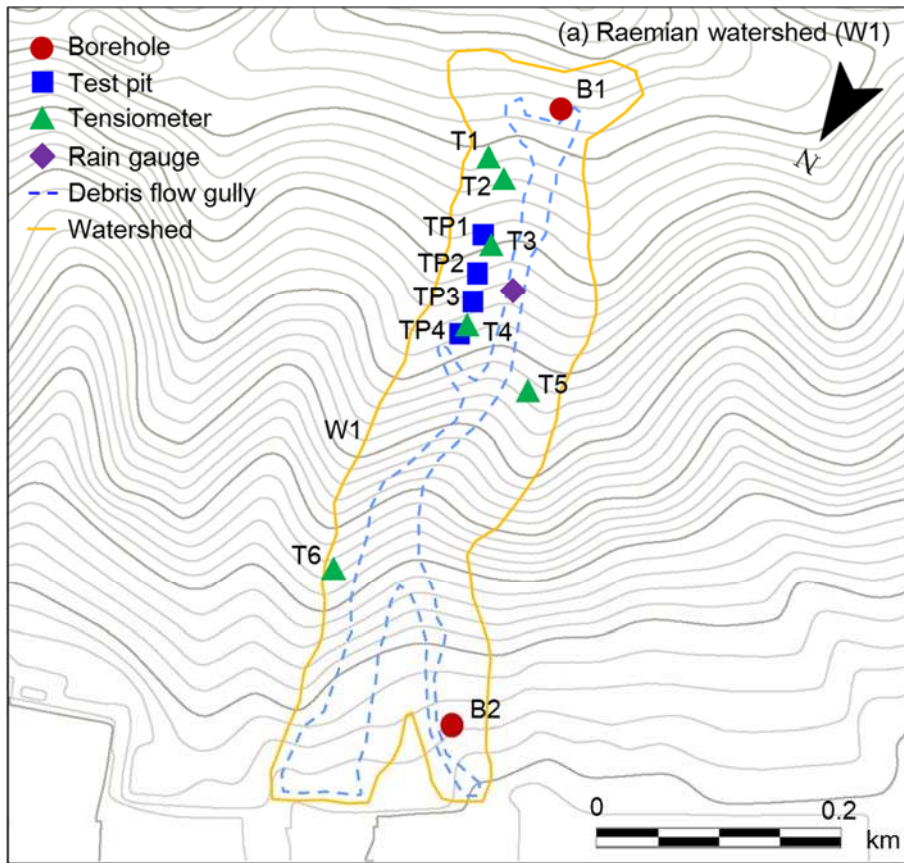 (a) Raemian watershed (W1)
Borehole
Test pit
Tensiometer
Rain gauge
Debris flow gully
Watershed
N
B1
T1
T2
TP1
T3
TP2
TP3
TP4
T4
T5
W1
T6
B2
0
0.2
km